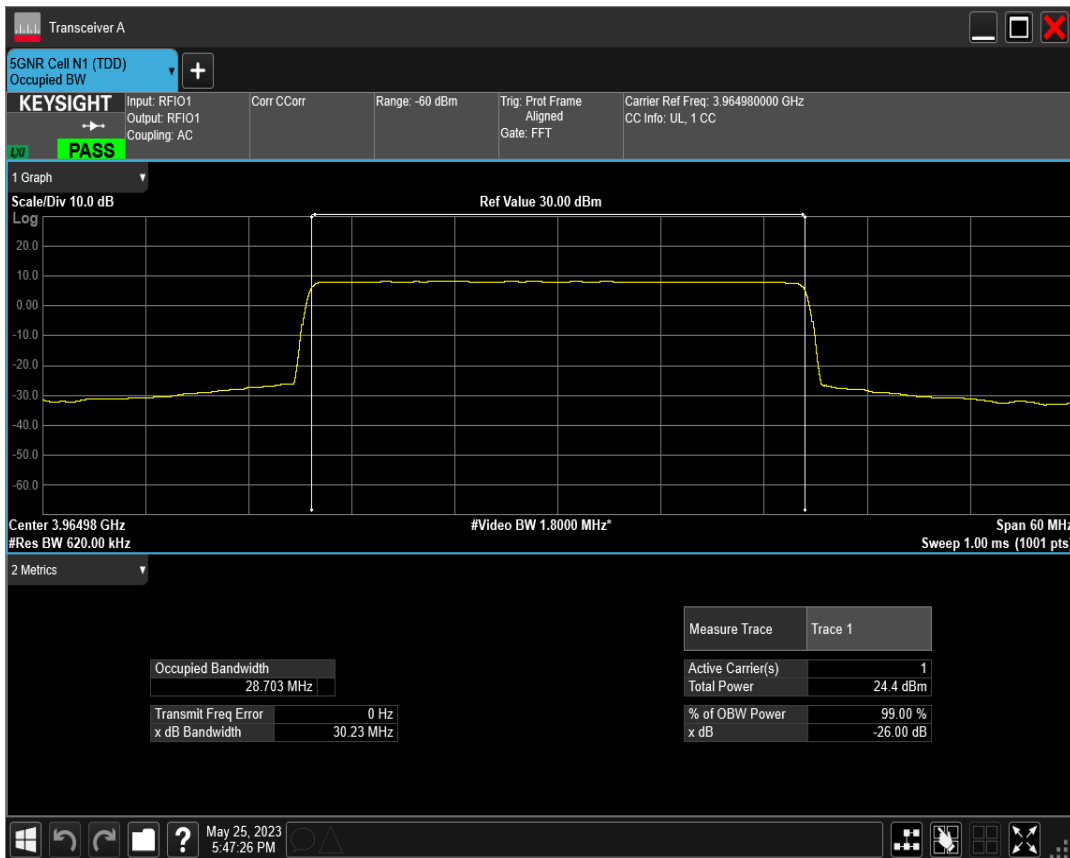 Transceiver A
5GNR Cell N1 (TDD)
Occupied BW
+
KEYSIGHT
LXI
PASS
Input: RFIO1
Output: RFIO1
Coupling: AC
Corr CCorr
Range: -60 dBm
Trig: Prot Frame
Aligned
Gate: FFT
Carrier Ref Freq: 3.964980000 GHz
CC Info: UL, 1 CC
1 Graph
Scale/Div 10.0 dB
Ref Value 30.00 dBm
Log
20.0
10.0
0.00
-10.0
-20.0
-30.0
-40.0
-50.0
-60.0
Center 3.96498 GHz
#Video BW 1.8000 MHz*
Span 60 MHz
#Res BW 620.00 kHz
Sweep 1.00 ms (1001 pts)
2 Metrics
Measure Trace Trace 1
Occupied Bandwidth
28.703 MHz
Active Carrier(s) 1
Total Power 24.4 dBm
Transmit Freq Error 0 Hz
x dB Bandwidth 30.23 MHz
% of OBW Power 99.00 %
x dB -26.00 dB
?
May 25, 2023
5:47:26 PM